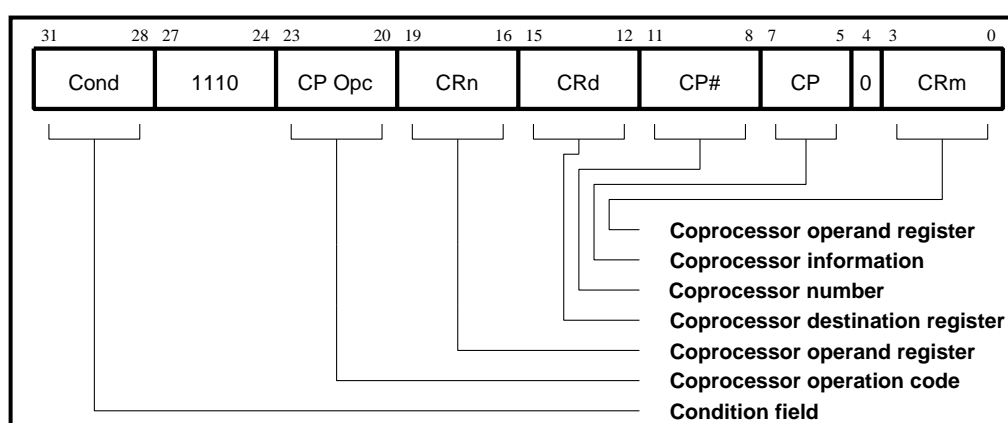 31 28 27 24 23 20 19 16 15 12 11 8 7 5 4 3 0
Cond 1110 CP Opc CRn CRd CP# CP 0 CRm
Coprocessor operand register
Coprocessor information
Coprocessor number
Coprocessor destination register
Coprocessor operand register
Coprocessor operation code
Condition field